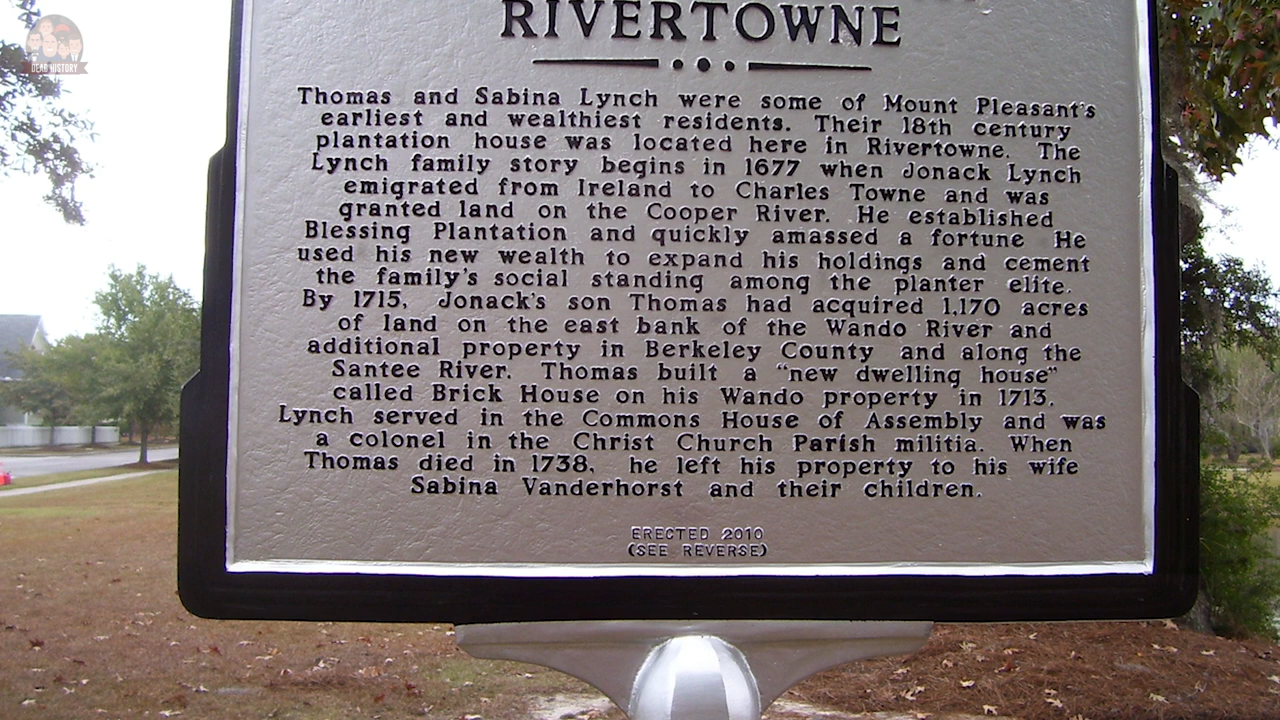 DEAD HISTORY
RIVERTOWNE
Thomas and Sabina Lynch were some of Mount Pleasant's
earliest and wealthiest residents. Their 18th century
plantation house was located here in Rivertowne. The
Lynch family story begins in 1677 when Jonack Lynch
emigrated from Ireland to Charles Towne and was
granted land on the Cooper River. He established
Blessing Plantation and quickly amassed a fortune He
used his new wealth to expand his holdings and cement
the family's social standing among the planter elite.
By 1715, Jonack's son Thomas had acquired 1,170 acres
of land on the east bank of the Wando River and
additional property in Berkeley County and along the
Santee River. Thomas built a "new dwelling house"
called Brick House on his Wando property in 1713.
Lynch served in the Commons House of Assembly and was
a colonel in the Christ Church Parish militia. When
Thomas died in 1738, he left his property to his wife
Sabina Vanderhorst and their children.
ERECTED 2010
(SEE REVERSE)